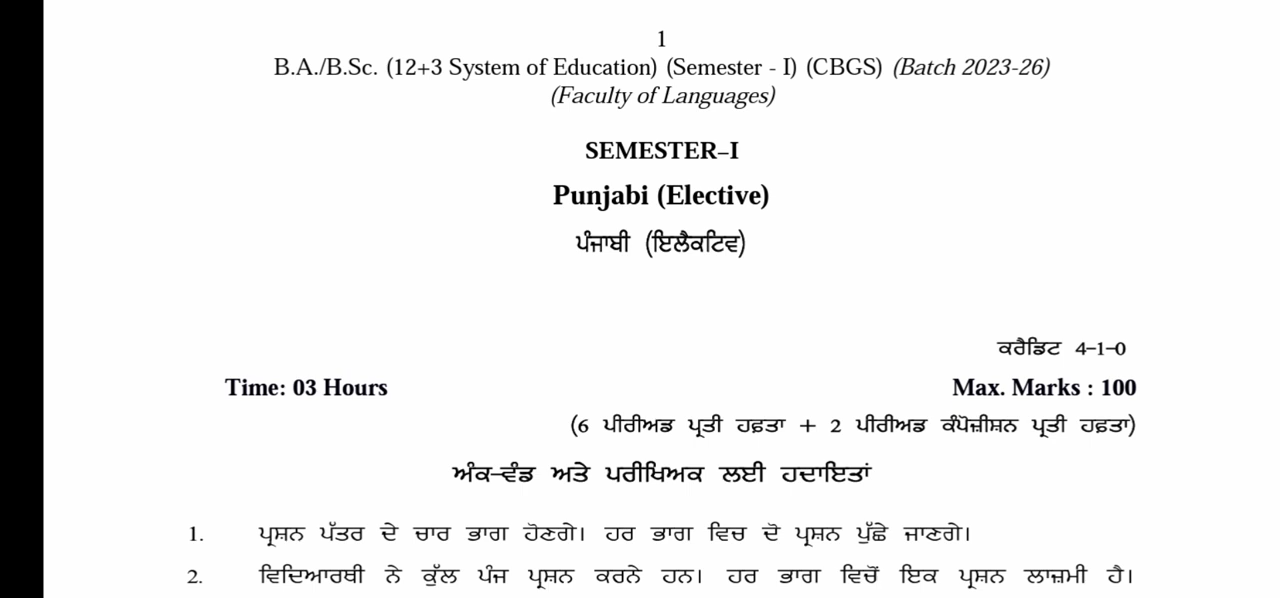 1
B.A./B.Sc. (12+3 System of Education) (Semester - I) (CBGS) (Batch 2023-26)
(Faculty of Languages)
SEMESTER–I
Punjabi (Elective)
ਪੰਜਾਬੀ (ਇਲੈਕਟਿਵ)
ਕਰੈਡਿਟ 4-1-0
Time: 03 Hours Max. Marks : 100
(6 ਪੀਰੀਅਡ ਪ੍ਰਤੀ ਹਫ਼ਤਾ + 2 ਪੀਰੀਅਡ ਕੰਪੋਜ਼ੀਸ਼ਨ ਪ੍ਰਤੀ ਹਫ਼ਤਾ)
ਅੰਕ-ਵੰਡ ਅਤੇ ਪਰੀਖਿਅਕ ਲਈ ਹਦਾਇਤਾਂ
1. ਪ੍ਰਸ਼ਨ ਪੱਤਰ ਦੇ ਚਾਰ ਭਾਗ ਹੋਣਗੇ। ਹਰ ਭਾਗ ਵਿਚ ਦੋ ਪ੍ਰਸ਼ਨ ਪੁੱਛੇ ਜਾਣਗੇ।
2. ਵਿਦਿਆਰਥੀ ਨੇ ਕੁੱਲ ਪੰਜ ਪ੍ਰਸ਼ਨ ਕਰਨੇ ਹਨ। ਹਰ ਭਾਗ ਵਿਚੋਂ ਇਕ ਪ੍ਰਸ਼ਨ ਲਾਜ਼ਮੀ ਹੈ।